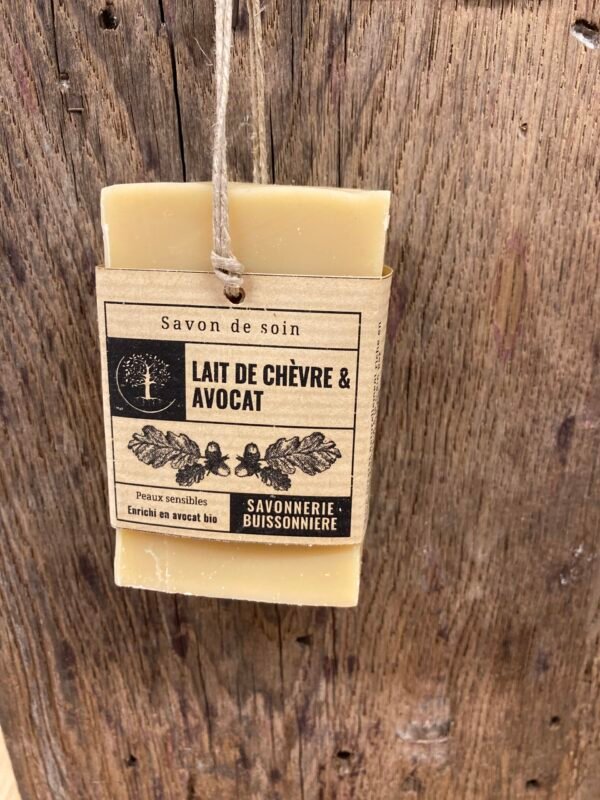 Savon de soin
LAIT DE CHÈVRE &
AVOCAT
Peaux sensibles
Enrichi en avocat bio
SAVONNERIE
BUISSONNIERE